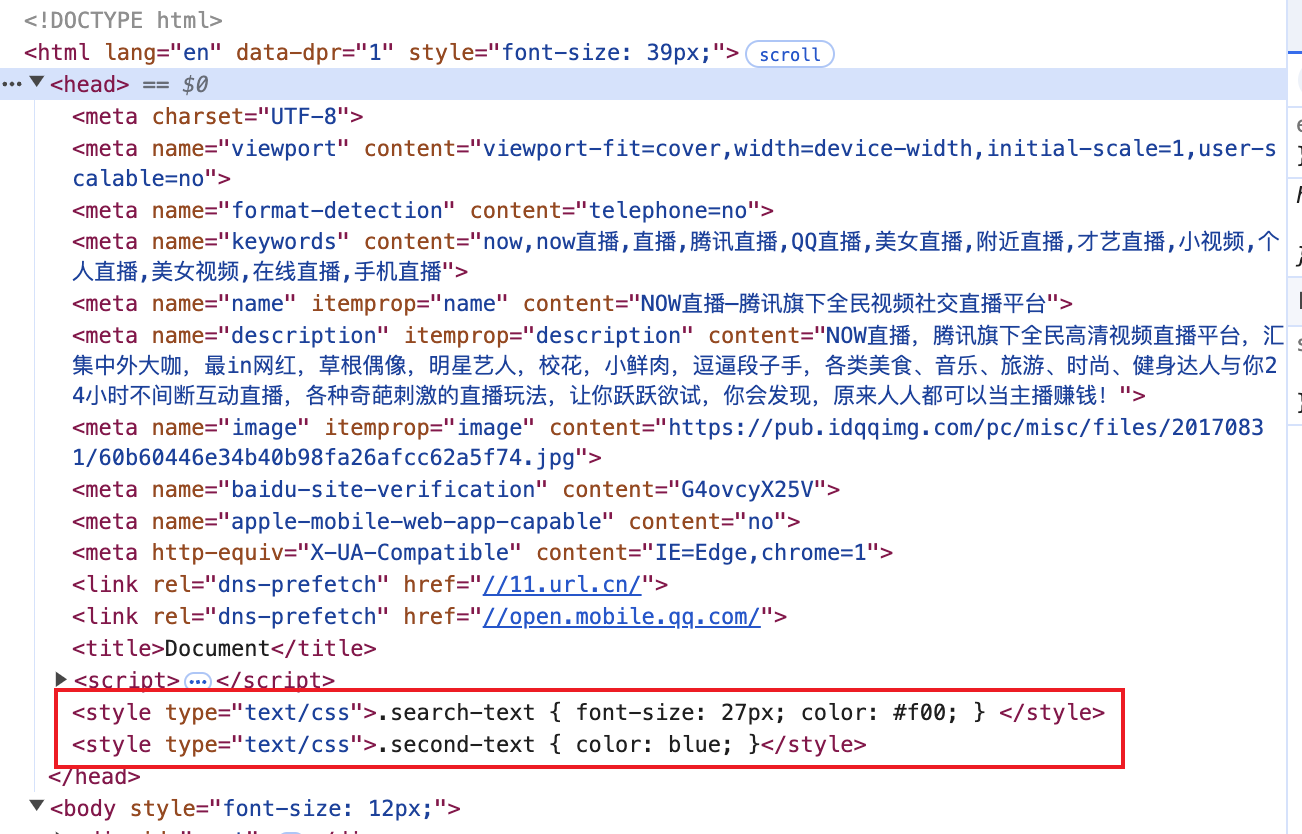 <!DOCTYPE html>
<html lang="en" data-dpr="1" style="font-size: 39px;"> scroll
<head> == $0
<meta charset="UTF-8">
<meta name="viewport" content="viewport-fit=cover,width=device-width,initial-scale=1,user-s
calable=no">
<meta name="format-detection" content="telephone=no">
<meta name="keywords" content="now,now直播,直播,腾讯直播,QQ直播,美女直播,附近直播,才艺直播,小视频,个
人直播,美女视频,在线直播,手机直播">
<meta name="name" itemprop="name" content="NOW直播—腾讯旗下全民视频社交直播平台">
<meta name="description" itemprop="description" content="NOW直播，腾讯旗下全民高清视频直播平台，汇
集中外大咖，最in网红，草根偶像，明星艺人，校花，小鲜肉，逗逼段子手，各类美食、音乐、旅游、时尚、健身达人与你2
4小时不间断互动直播，各种奇葩刺激的直播玩法，让你跃跃欲试，你会发现，原来人人都可以当主播赚钱！">
<meta name="image" itemprop="image" content="https://pub.idqqimg.com/pc/misc/files/2017083
1/60b60446e34b40b98fa26afcc62a5f74.jpg">
<meta name="baidu-site-verification" content="G4ovcyX25V">
<meta name="apple-mobile-web-app-capable" content="no">
<meta http-equiv="X-UA-Compatible" content="IE=Edge,chrome=1">
<link rel="dns-prefetch" href="//11.url.cn/">
<link rel="dns-prefetch" href="//open.mobile.qq.com/">
<title>Document</title>
<script>…</script>
<style type="text/css">.search-text { font-size: 27px; color: #f00; } </style>
<style type="text/css">.second-text { color: blue; }</style>
</head>
<body style="font-size: 12px;">